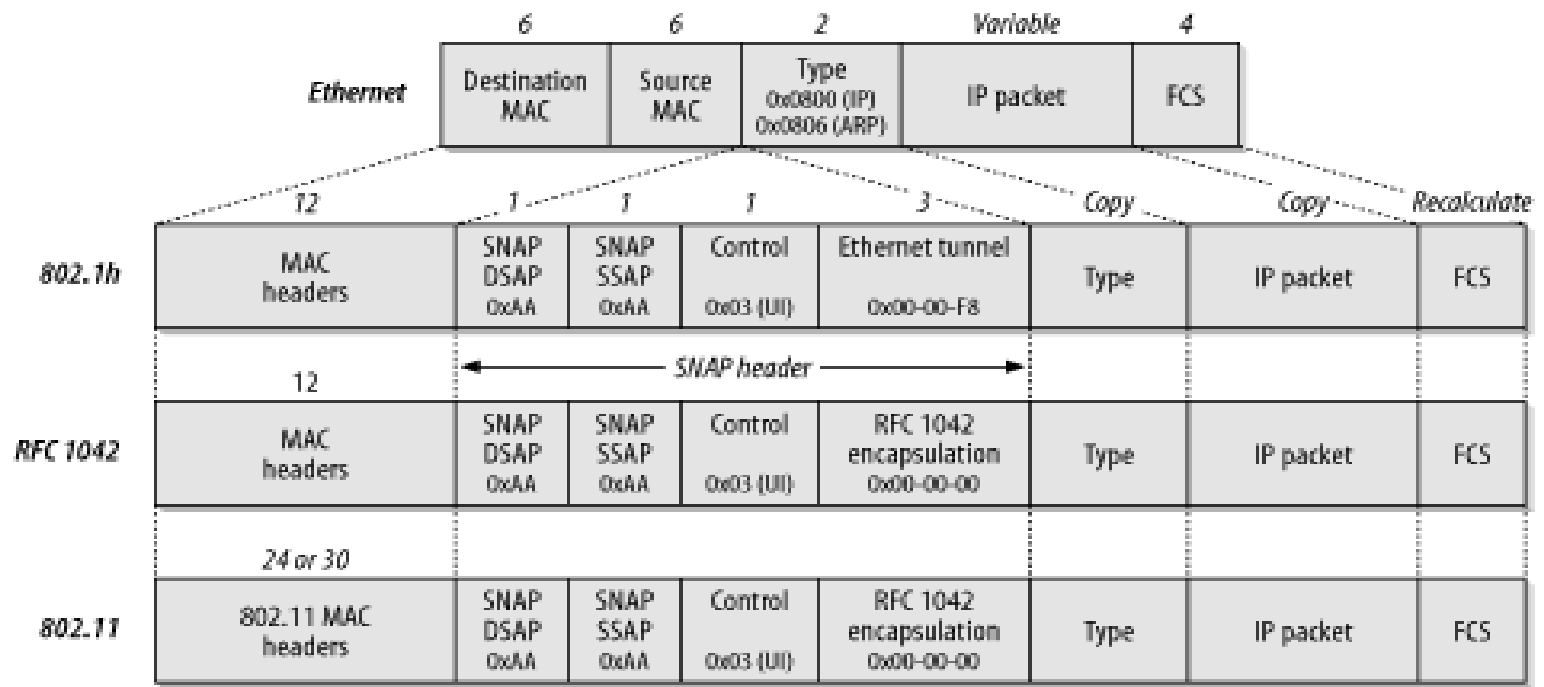 6 6 2 Variable 4
Ethernet
Destination
MAC
Source
MAC
Type
0x0800 (IP)
0x0806 (ARP)
IP packet
FCS
12 1 1 1 3 Copy Copy Recalculate
802.1h
MAC
headers
SNAP
DSAP
0xAA
SNAP
SSAP
0xAA
Control
0x03 (UI)
Ethernet tunnel
0x00-00-F8
Type
IP packet
FCS
12
SNAP header
RFC 1042
MAC
headers
SNAP
DSAP
0xAA
SNAP
SSAP
0xAA
Control
0x03 (UI)
RFC 1042
encapsulation
0x00-00-00
Type
IP packet
FCS
24 or 30
802.11
802.11 MAC
headers
SNAP
DSAP
0xAA
SNAP
SSAP
0xAA
Control
0x03 (UI)
RFC 1042
encapsulation
0x00-00-00
Type
IP packet
FCS